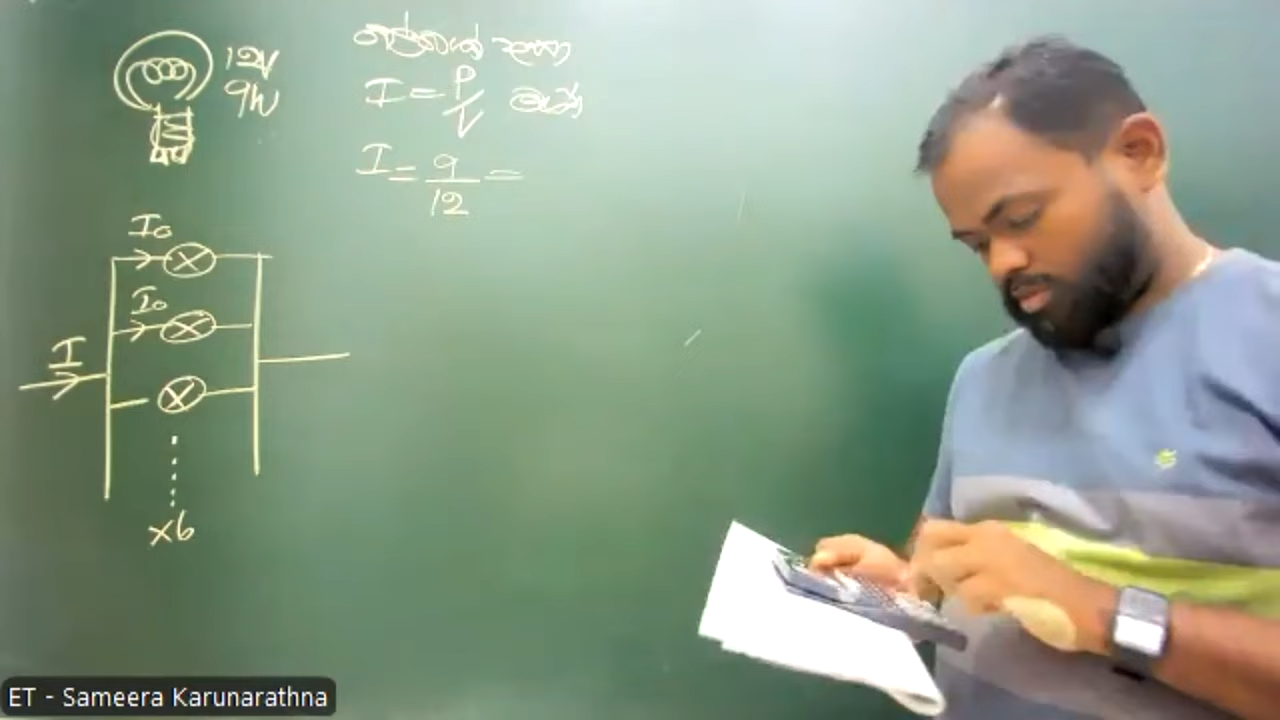 12V
9W
I = P/V
I = 9/12 =
I₀
I₀
I
x6
ET - Sameera Karunarathna